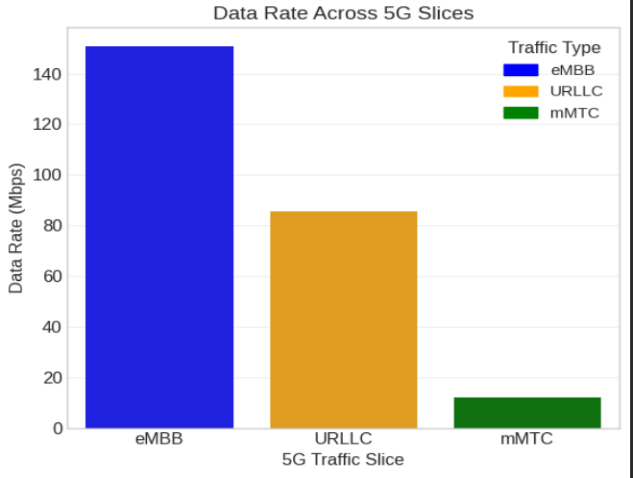 Data Rate Across 5G Slices
Traffic Type
eMBB
URLLC
mMTC
Data Rate (Mbps)
140
120
100
80
60
40
20
0
eMBB URLLC mMTC
5G Traffic Slice